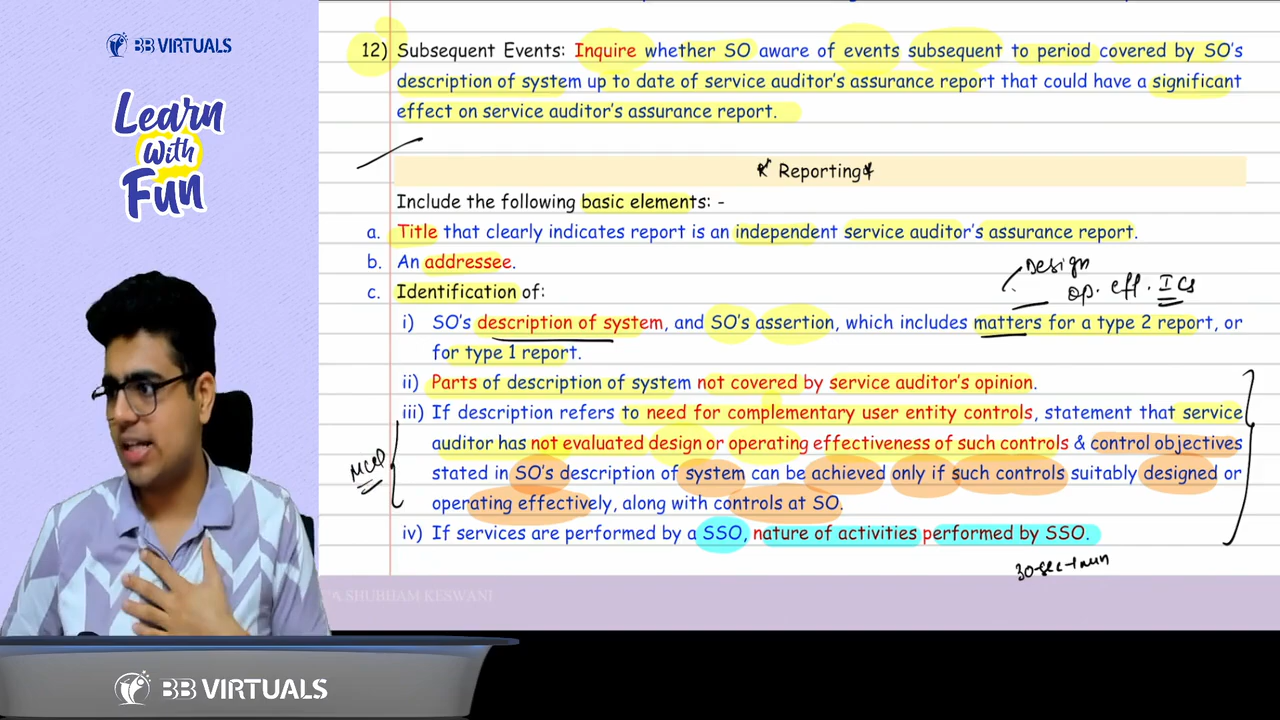 BB VIRTUALS
Learn
With
Fun
12) Subsequent Events: Inquire whether SO aware of events subsequent to period covered by SO's
description of system up to date of service auditor's assurance report that could have a significant
effect on service auditor's assurance report.
Reporting
Include the following basic elements: -
a. Title that clearly indicates report is an independent service auditor's assurance report.
b. An addressee.
Design
c. Identification of:
op. eff. ICs
i) SO's description of system, and SO's assertion, which includes matters for a type 2 report, or
for type 1 report.
ii) Parts of description of system not covered by service auditor's opinion.
iii) If description refers to need for complementary user entity controls, statement that service
auditor has not evaluated design or operating effectiveness of such controls & control objectives
MCQ
stated in SO's description of system can be achieved only if such controls suitably designed or
operating effectively, along with controls at SO.
iv) If services are performed by a SSO, nature of activities performed by SSO.
30-sec-1min
CA SHUBHAM KESWANI
BB VIRTUALS